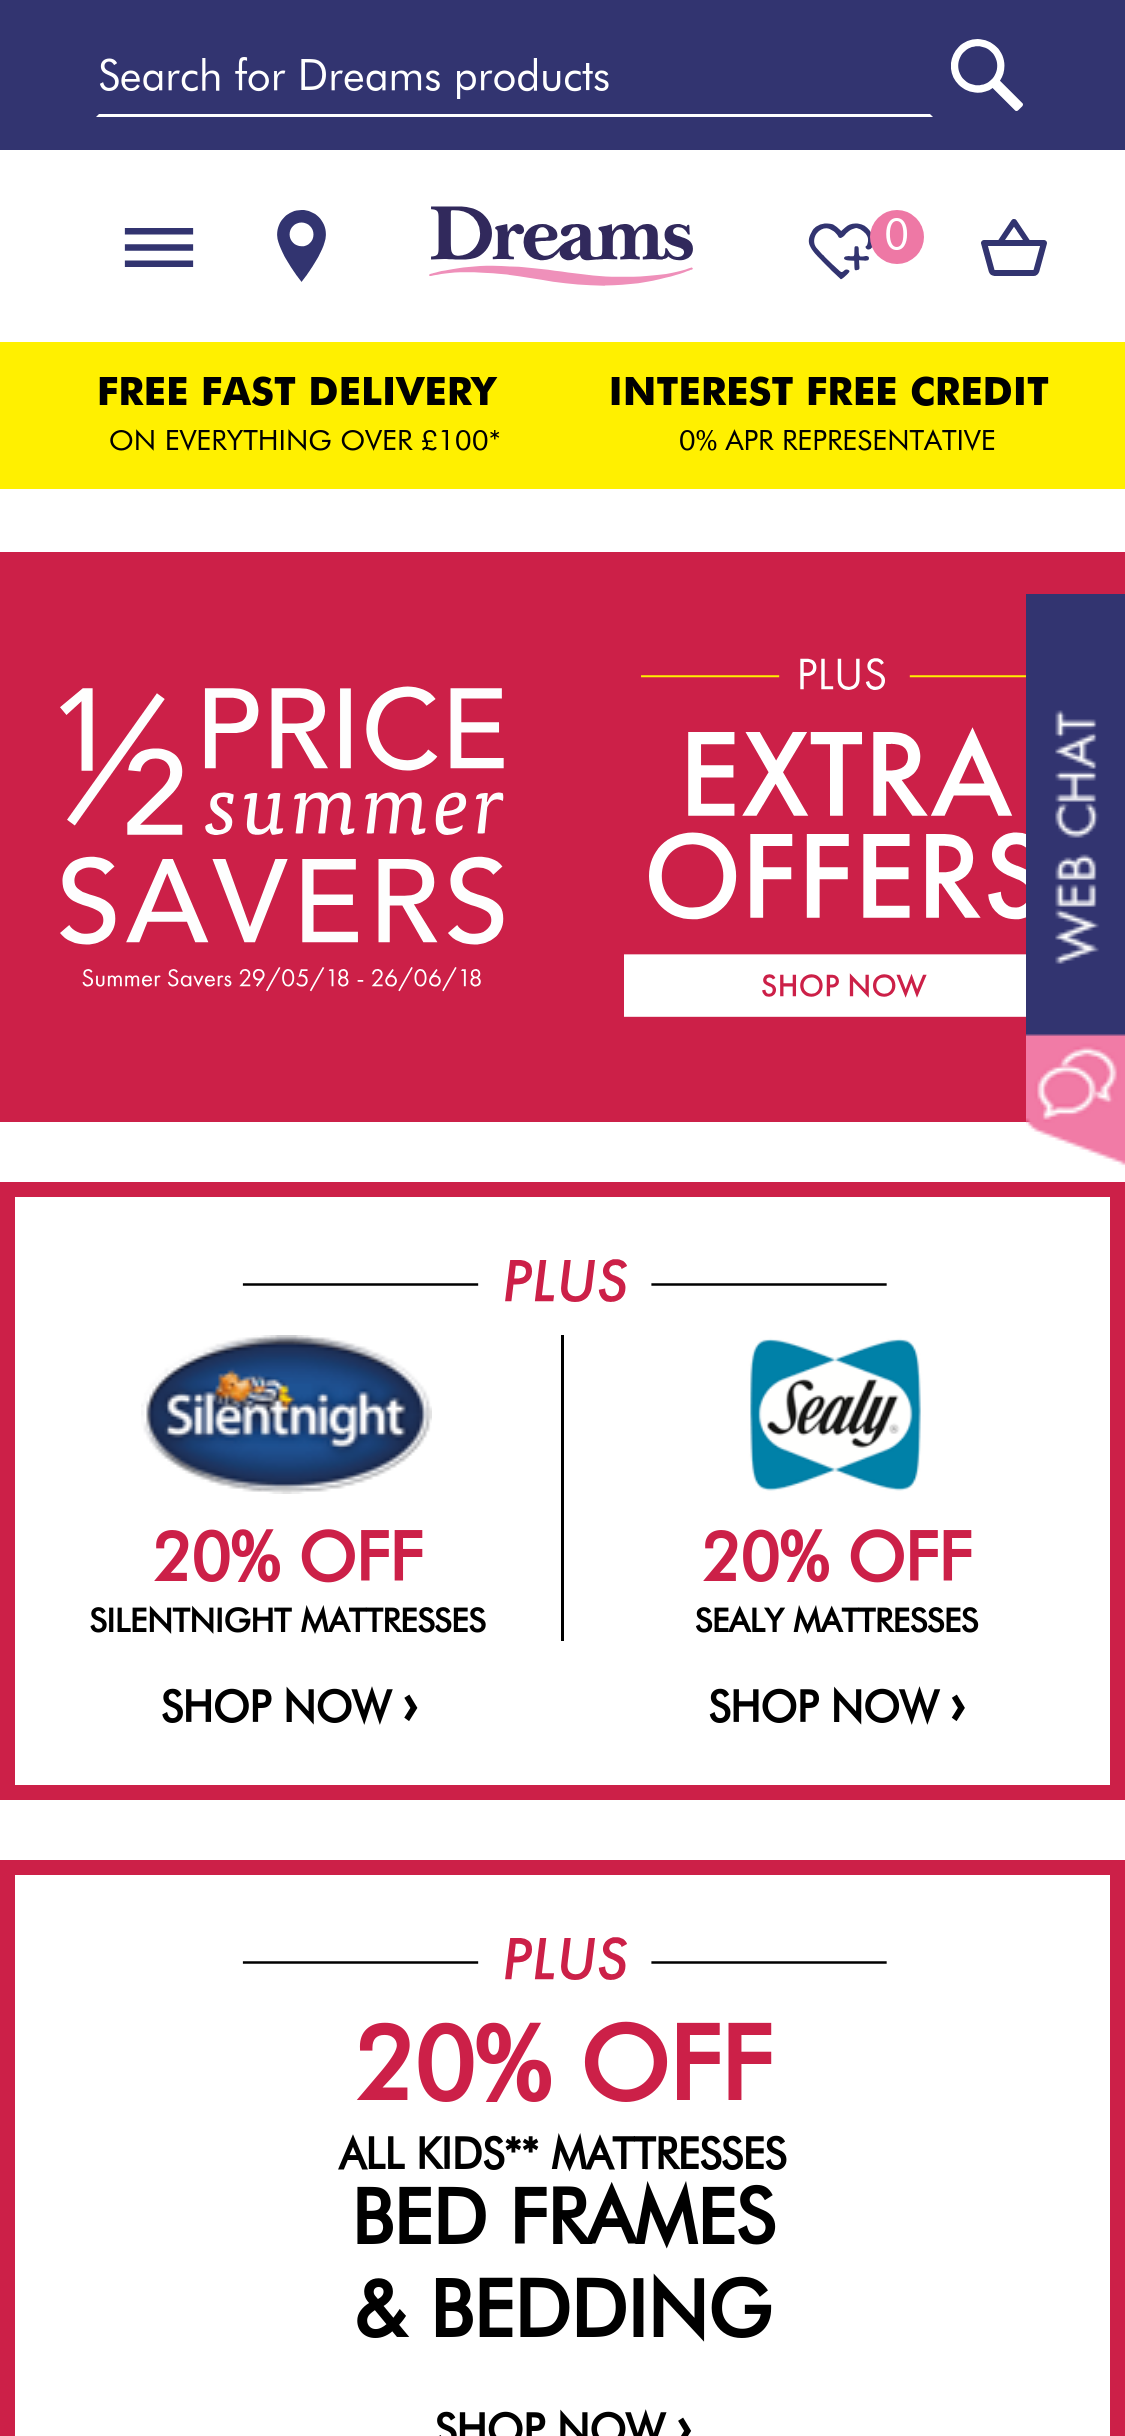 Search for Dreams products
Dreams
0
FREE FAST DELIVERY
ON EVERYTHING OVER £100*
INTEREST FREE CREDIT
0% APR REPRESENTATIVE
½ PRICE
summer
SAVERS
Summer Savers 29/05/18 - 26/06/18
PLUS
EXTRA
OFFERS
SHOP NOW
WEB CHAT
PLUS
Silentnight
20% OFF
SILENTNIGHT MATTRESSES
SHOP NOW ›
Sealy
20% OFF
SEALY MATTRESSES
SHOP NOW ›
PLUS
20% OFF
ALL KIDS** MATTRESSES
BED FRAMES
& BEDDING
SHOP NOW ›